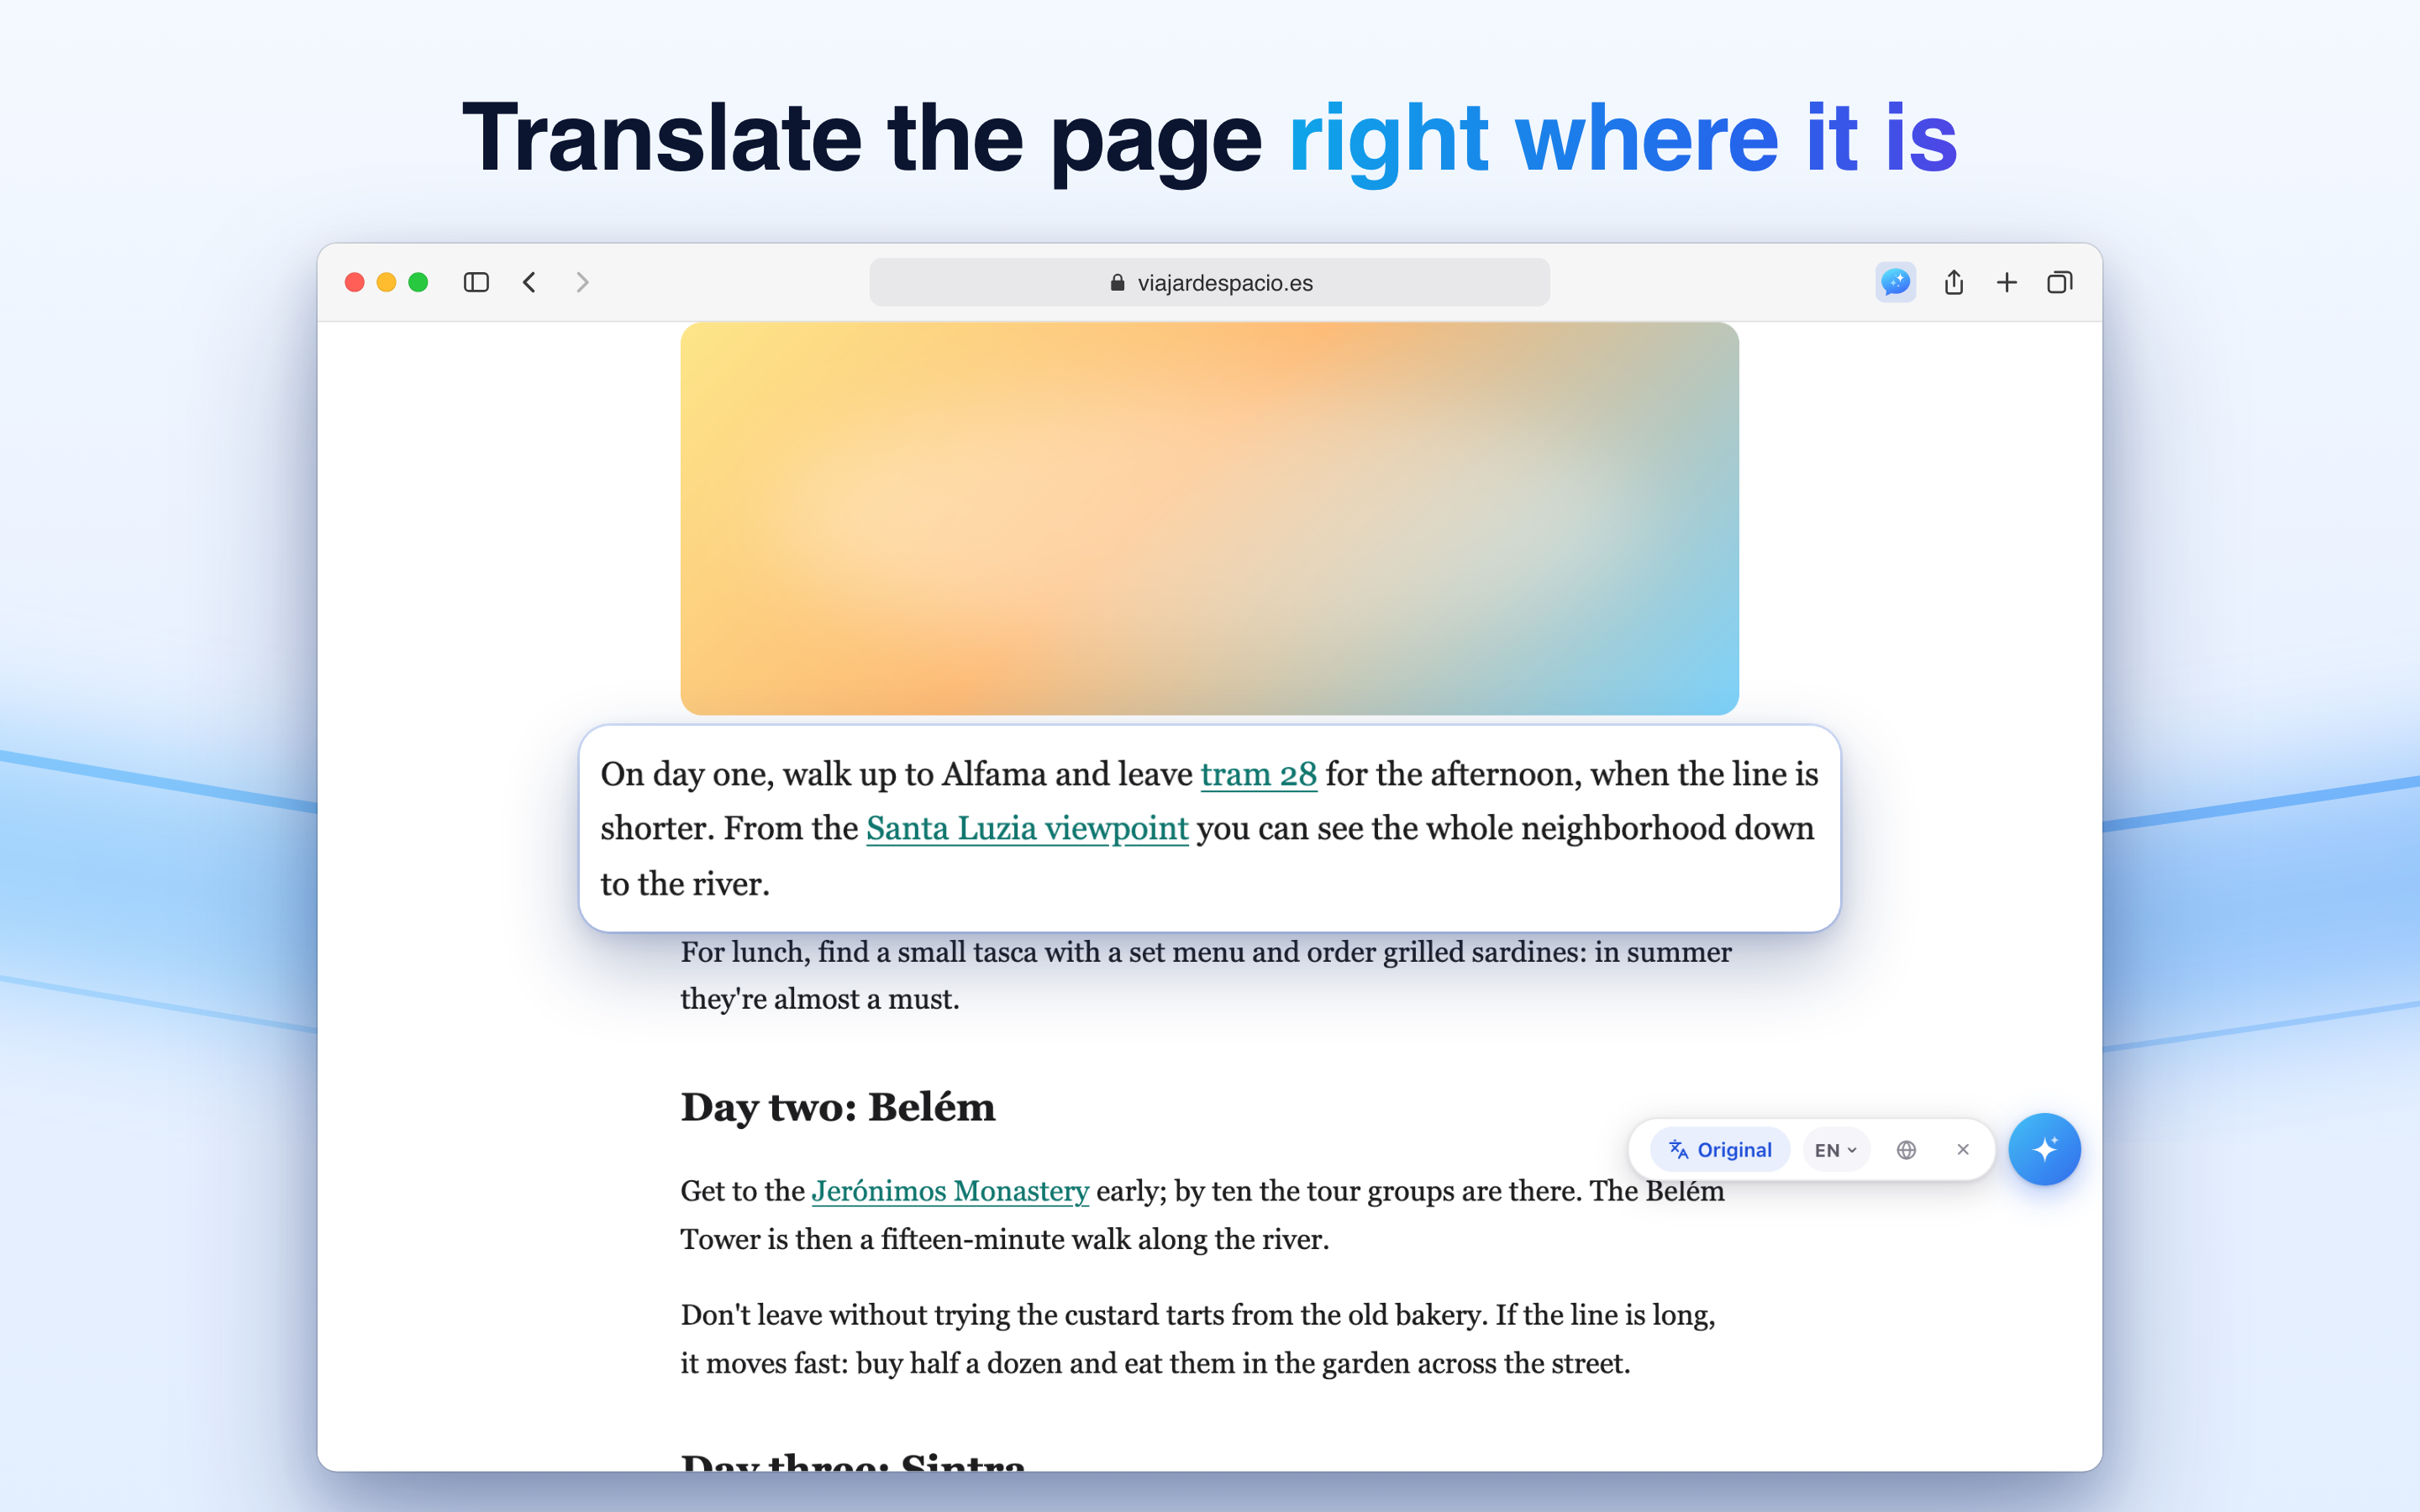 Translate the page right where it is
viajardespacio.es
On day one, walk up to Alfama and leave tram 28 for the afternoon, when the line is
shorter. From the Santa Luzia viewpoint you can see the whole neighborhood down
to the river.
For lunch, find a small tasca with a set menu and order grilled sardines: in summer
they're almost a must.
Day two: Belém
Original EN
Get to the Jerónimos Monastery early; by ten the tour groups are there. The Belém
Tower is then a fifteen-minute walk along the river.
Don't leave without trying the custard tarts from the old bakery. If the line is long,
it moves fast: buy half a dozen and eat them in the garden across the street.
Day three: Sintra